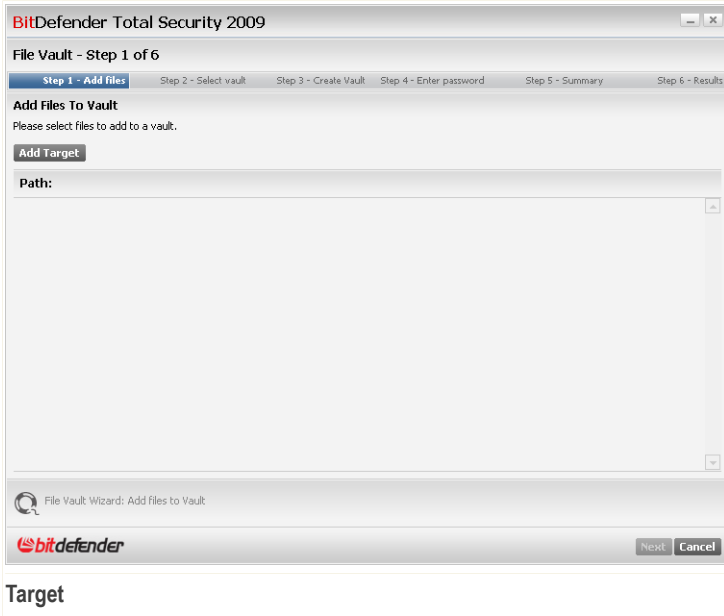 BitDefender Total Security 2009
File Vault - Step 1 of 6
Step 1 - Add files Step 2 - Select vault Step 3 - Create Vault Step 4 - Enter password Step 5 - Summary Step 6 - Results
Add Files To Vault
Please select files to add to a vault.
Add Target
Path:
File Vault Wizard: Add files to Vault
bitdefender
Next Cancel
Target